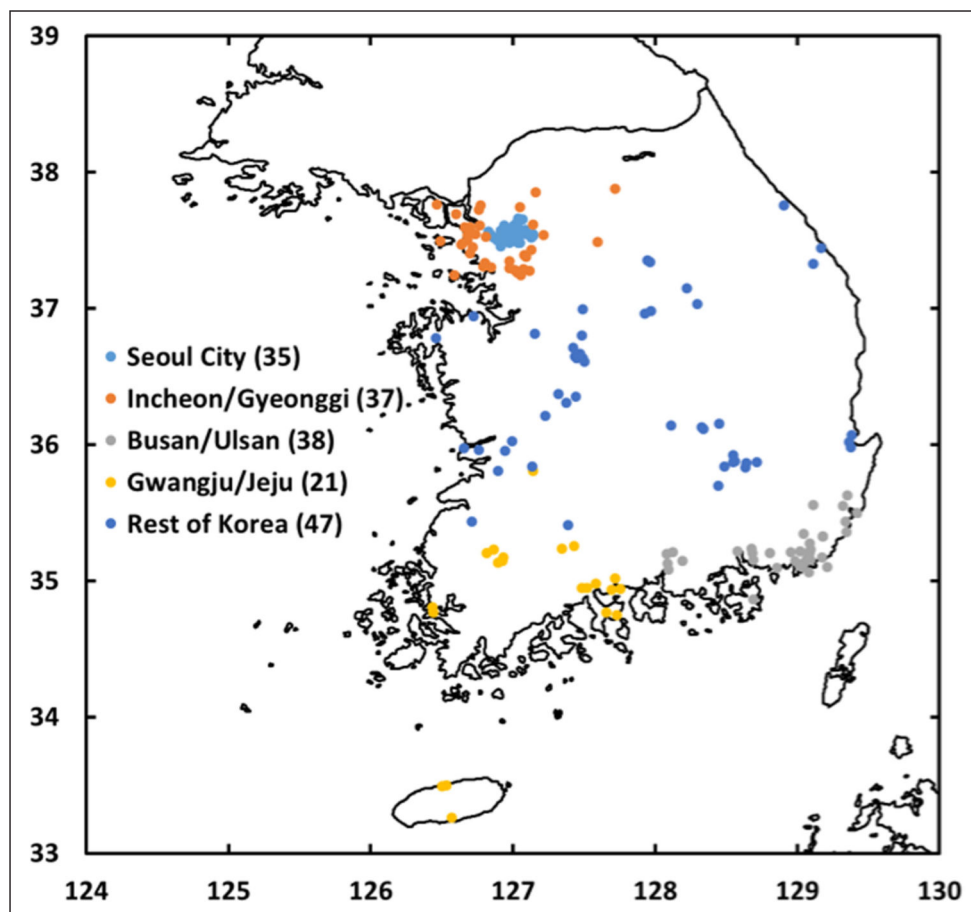 39
38
37
36
35
34
33
Seoul City (35)
Incheon/Gyeonggi (37)
Busan/Ulsan (38)
Gwangju/Jeju (21)
Rest of Korea (47)
124 125 126 127 128 129 130